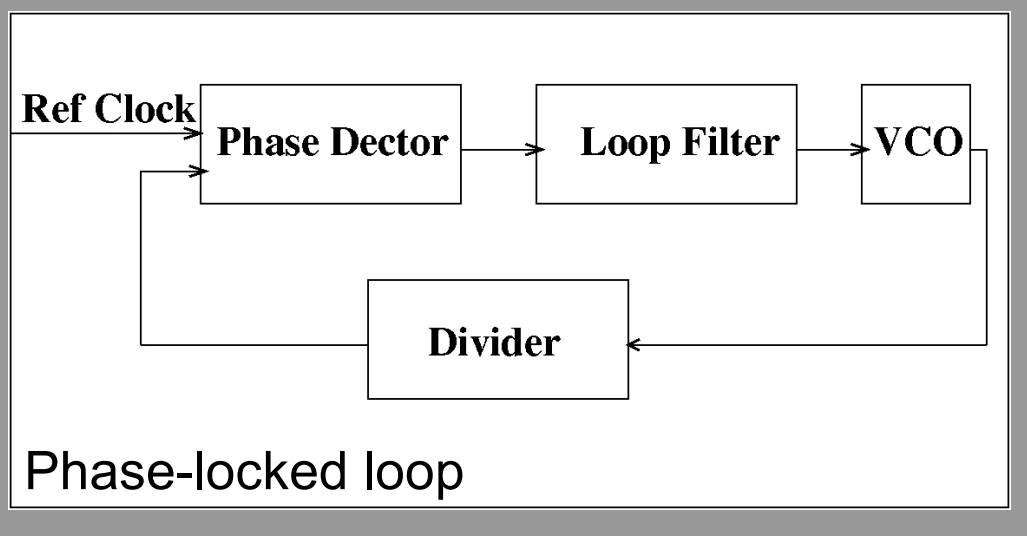 Ref Clock
Phase Dector
Loop Filter
VCO
Divider
Phase-locked loop